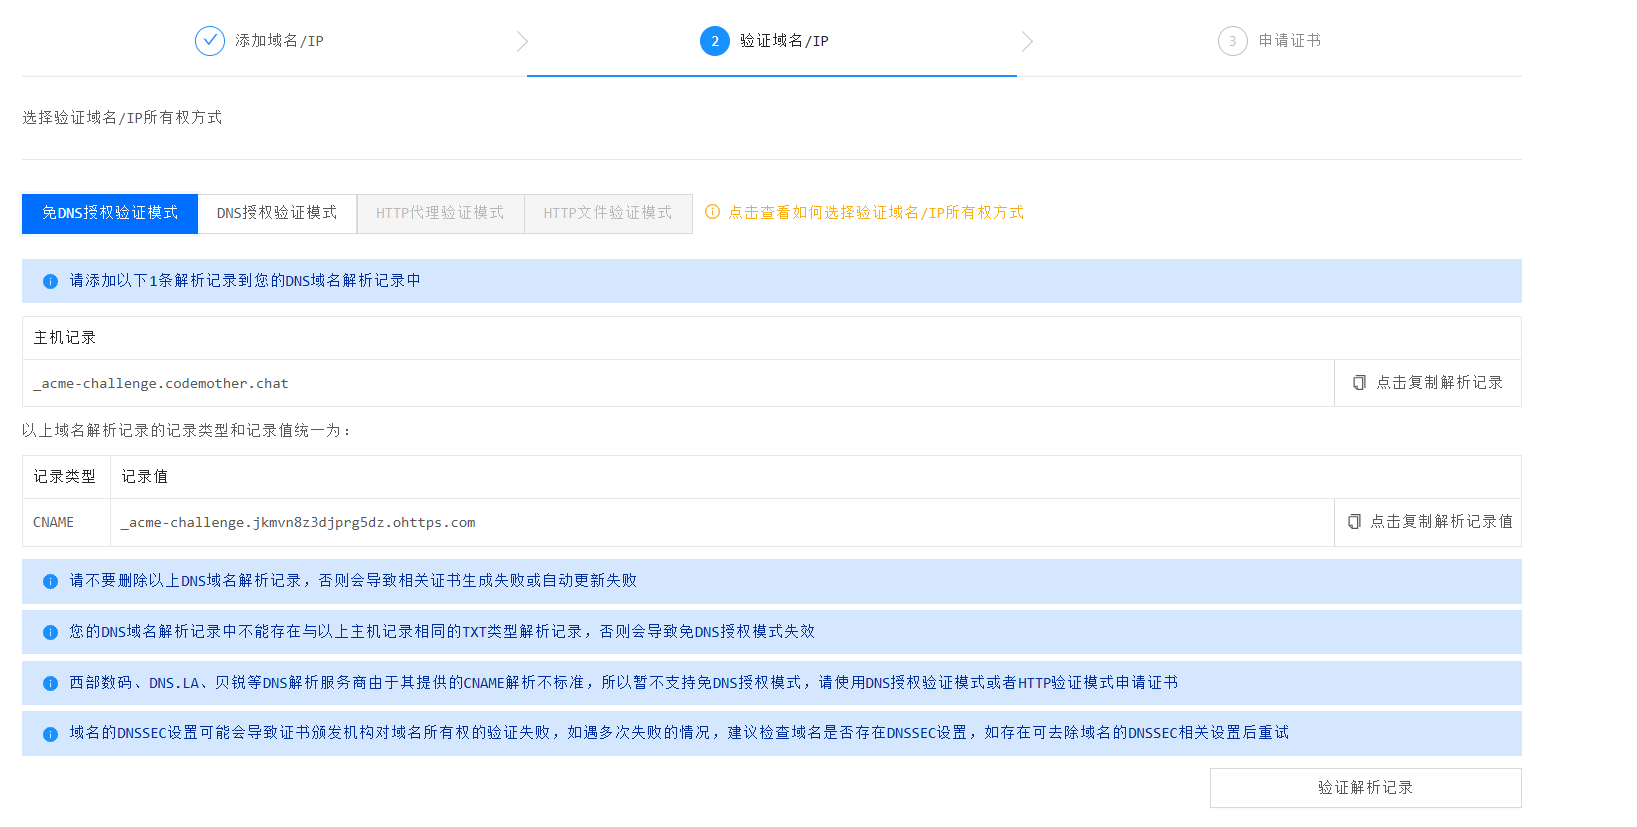 添加域名/IP
2 验证域名/IP
3 申请证书
选择验证域名/IP所有权方式
免DNS授权验证模式 DNS授权验证模式 HTTP代理验证模式 HTTP文件验证模式 点击查看如何选择验证域名/IP所有权方式
请添加以下1条解析记录到您的DNS域名解析记录中
主机记录
_acme-challenge.codemother.chat 点击复制解析记录
以上域名解析记录的记录类型和记录值统一为：
记录类型 记录值
CNAME _acme-challenge.jkmvn8z3djprg5dz.ohttps.com 点击复制解析记录值
请不要删除以上DNS域名解析记录，否则会导致相关证书生成失败或自动更新失败
您的DNS域名解析记录中不能存在与以上主机记录相同的TXT类型解析记录，否则会导致免DNS授权模式失效
西部数码、DNS.LA、贝锐等DNS解析服务商由于其提供的CNAME解析不标准，所以暂不支持免DNS授权模式，请使用DNS授权验证模式或者HTTP验证模式申请证书
域名的DNSSEC设置可能会导致证书颁发机构对域名所有权的验证失败，如遇多次失败的情况，建议检查域名是否存在DNSSEC设置，如存在可去除域名的DNSSEC相关设置后重试
验证解析记录